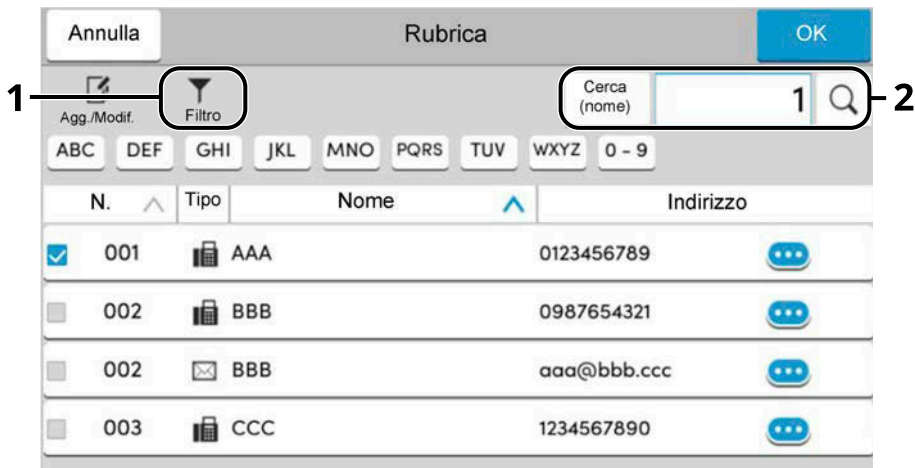 Annulla Rubrica OK
1 Agg./Modif. Filtro Cerca (nome) 1 2
ABC DEF GHI JKL MNO PQRS TUV WXYZ 0 - 9
N. Tipo Nome Indirizzo
001 AAA 0123456789
002 BBB 0987654321
002 BBB aaa@bbb.ccc
003 CCC 1234567890